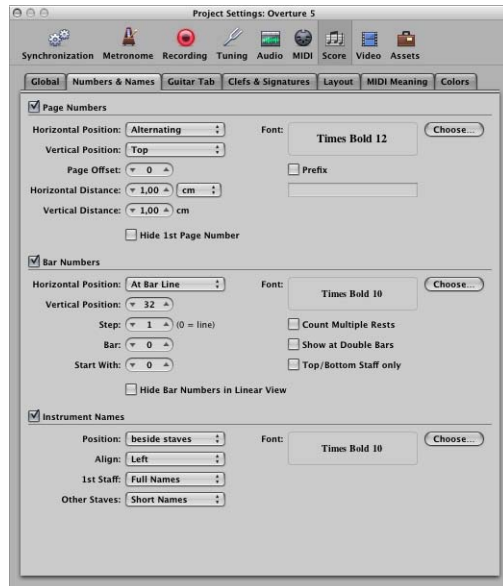 Project Settings: Overture 5
Synchronization Metronome Recording Tuning Audio MIDI Score Video Assets
Global Numbers & Names Guitar Tab Clefs & Signatures Layout MIDI Meaning Colors
Page Numbers
Horizontal Position: Alternating Font: Times Bold 12 Choose...
Vertical Position: Top
Page Offset: 0 Prefix
Horizontal Distance: 1,00 cm
Vertical Distance: 1,00 cm
Hide 1st Page Number
Bar Numbers
Horizontal Position: At Bar Line Font: Times Bold 10 Choose...
Vertical Position: 32
Step: 1 (0 = line) Count Multiple Rests
Bar: 0 Show at Double Bars
Start With: 0 Top/Bottom Staff only
Hide Bar Numbers in Linear View
Instrument Names
Position: beside staves Font: Times Bold 10 Choose...
Align: Left
1st Staff: Full Names
Other Staves: Short Names